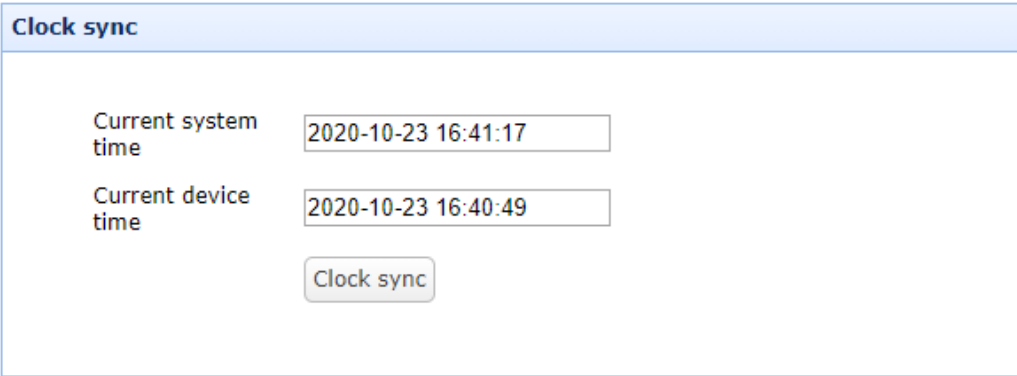 Clock sync
Current system
time
2020-10-23 16:41:17
Current device
time
2020-10-23 16:40:49
Clock sync